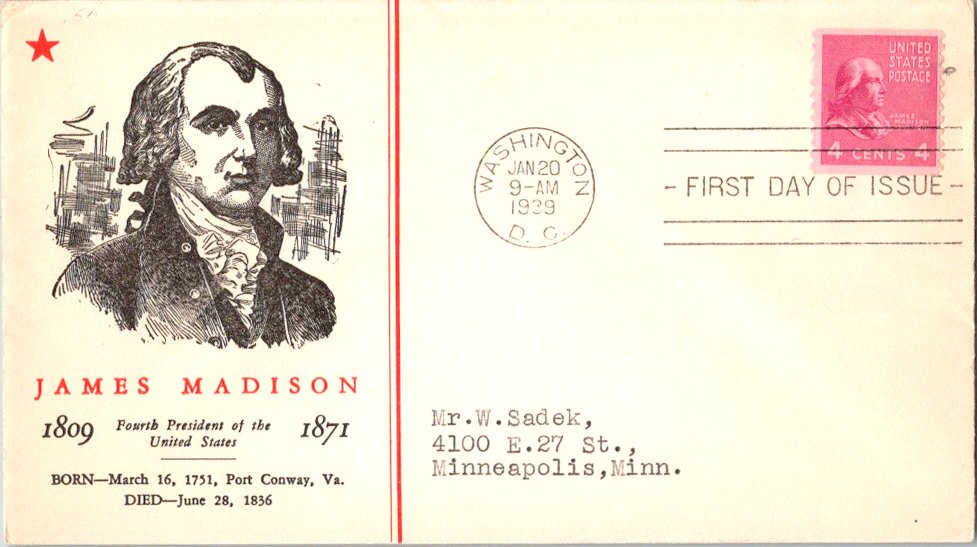 JAMES MADISON
1809 Fourth President of the United States 1871
BORN—March 16, 1751, Port Conway, Va.
DIED—June 28, 1836
WASHINGTON
JAN 20
9-AM
1939
D. C.
UNITED
STATES
POSTAGE
JAMES
MADISON
4 CENTS 4
- FIRST DAY OF ISSUE -
Mr.W.Sadek,
4100 E.27 St.,
Minneapolis,Minn.